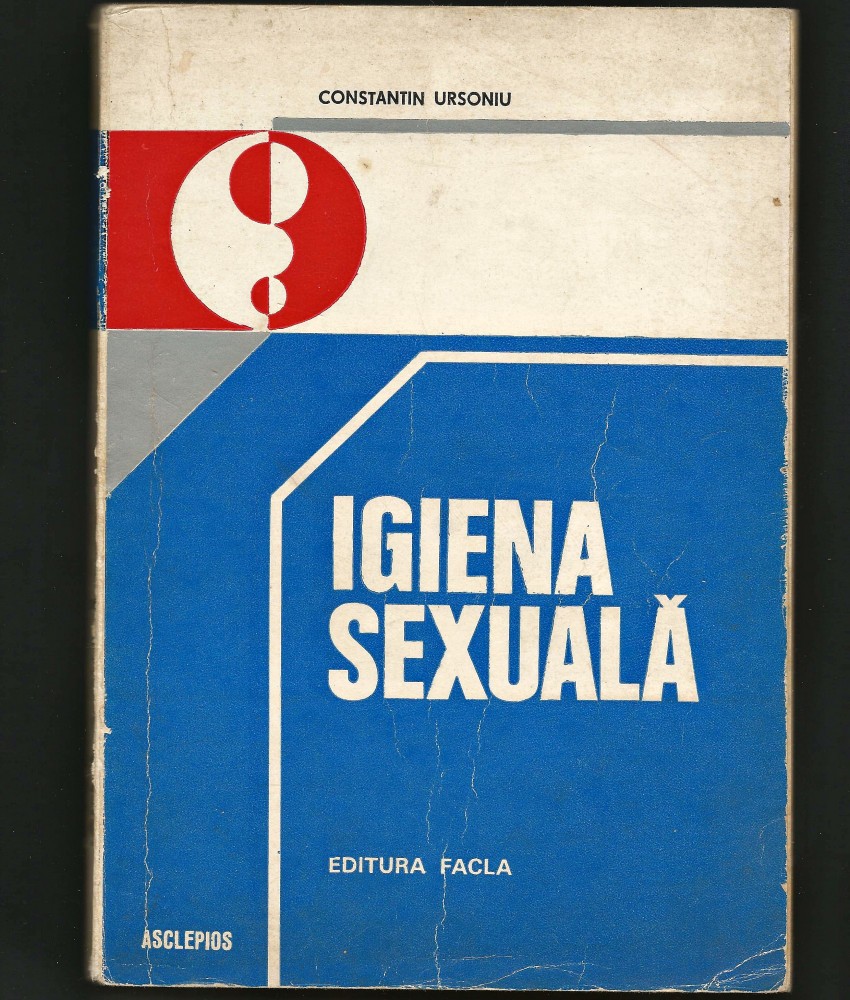 CONSTANTIN URSONIU
IGIENA
SEXUALĂ
EDITURA FACLA
ASCLEPIOS